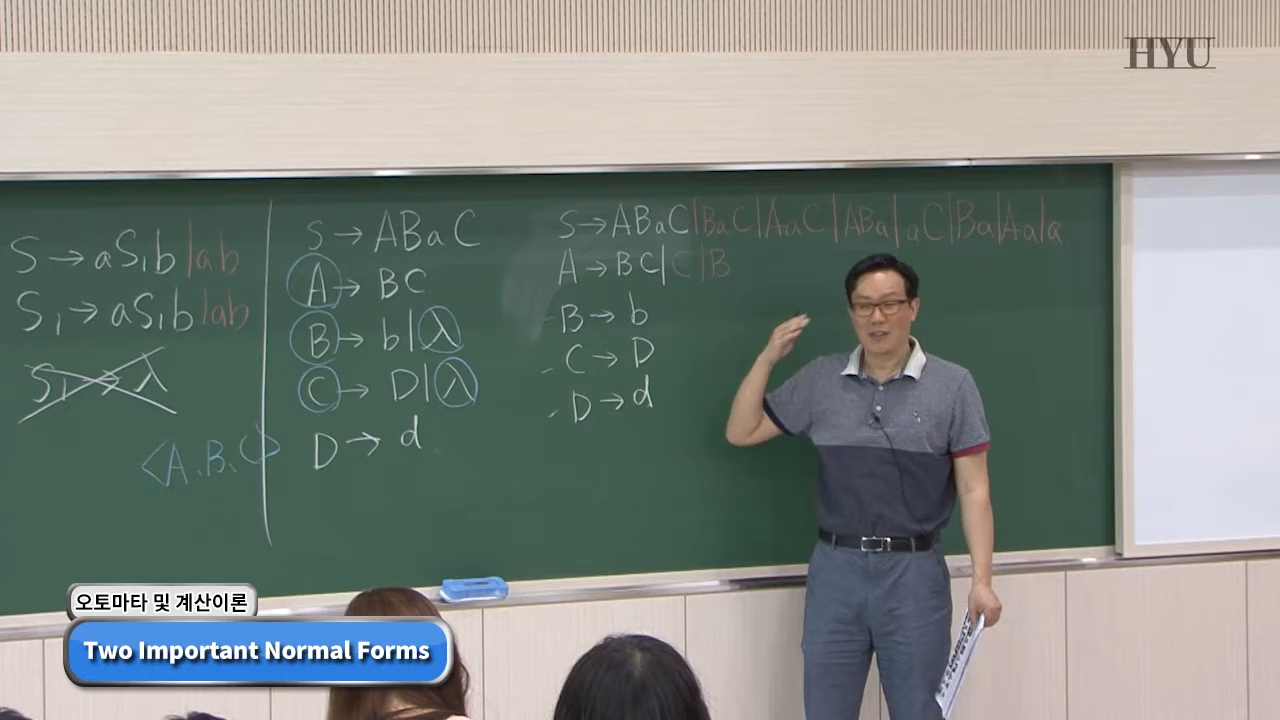 HYU
S → aS₁b | ab
S₁ → aS₁b | ab
S₁ → λ
<A, B, C>
S → ABaC
A → BC
B → b | λ
C → D | λ
D → d
S → ABaC | BaC | AaC | ABa | aC | Ba | Aa | a
A → BC | C | B
B → b
C → D
D → d
오토마타 및 계산이론
Two Important Normal Forms